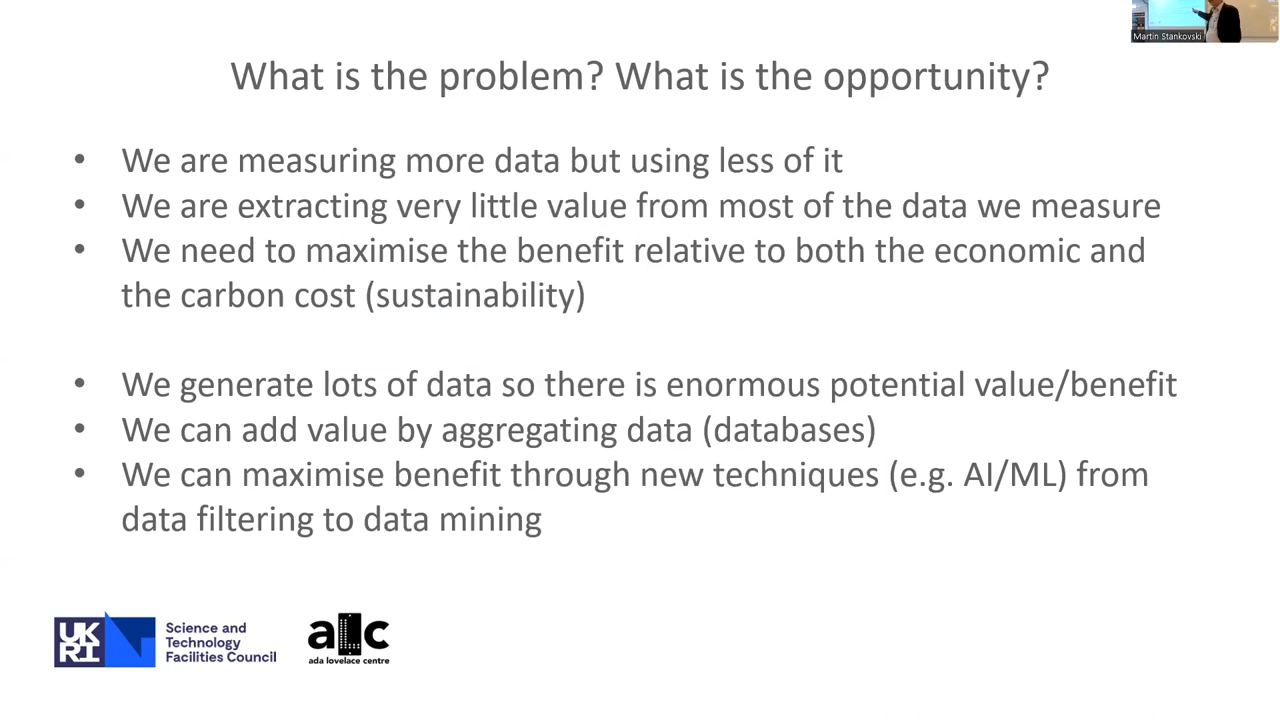 Martin Stankovski
What is the problem? What is the opportunity?
• We are measuring more data but using less of it
• We are extracting very little value from most of the data we measure
• We need to maximise the benefit relative to both the economic and
the carbon cost (sustainability)
• We generate lots of data so there is enormous potential value/benefit
• We can add value by aggregating data (databases)
• We can maximise benefit through new techniques (e.g. AI/ML) from
data filtering to data mining
UK
RI
Science and
Technology
Facilities Council
alc
ada lovelace centre